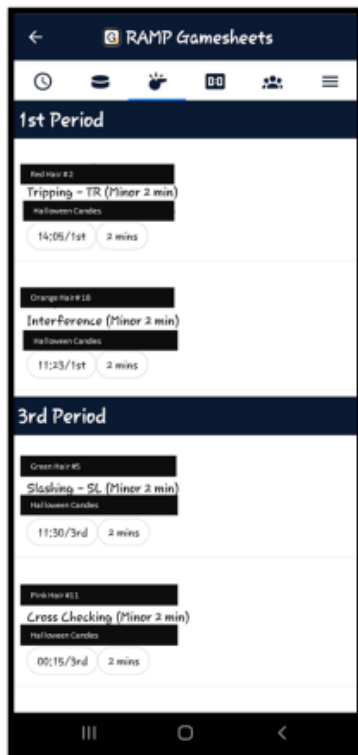 RAMP Gamesheets
1st Period
Red Hair #2
Tripping - TR (Minor 2 min)
Halloween Candies
14:05/1st 2 mins
Orange Hair #18
Interference (Minor 2 min)
Halloween Candies
11:23/1st 2 mins
3rd Period
Green Hair #5
Slashing - SL (Minor 2 min)
Halloween Candies
11:30/3rd 2 mins
Pink Hair #11
Cross Checking (Minor 2 min)
Halloween Candies
00:15/3rd 2 mins